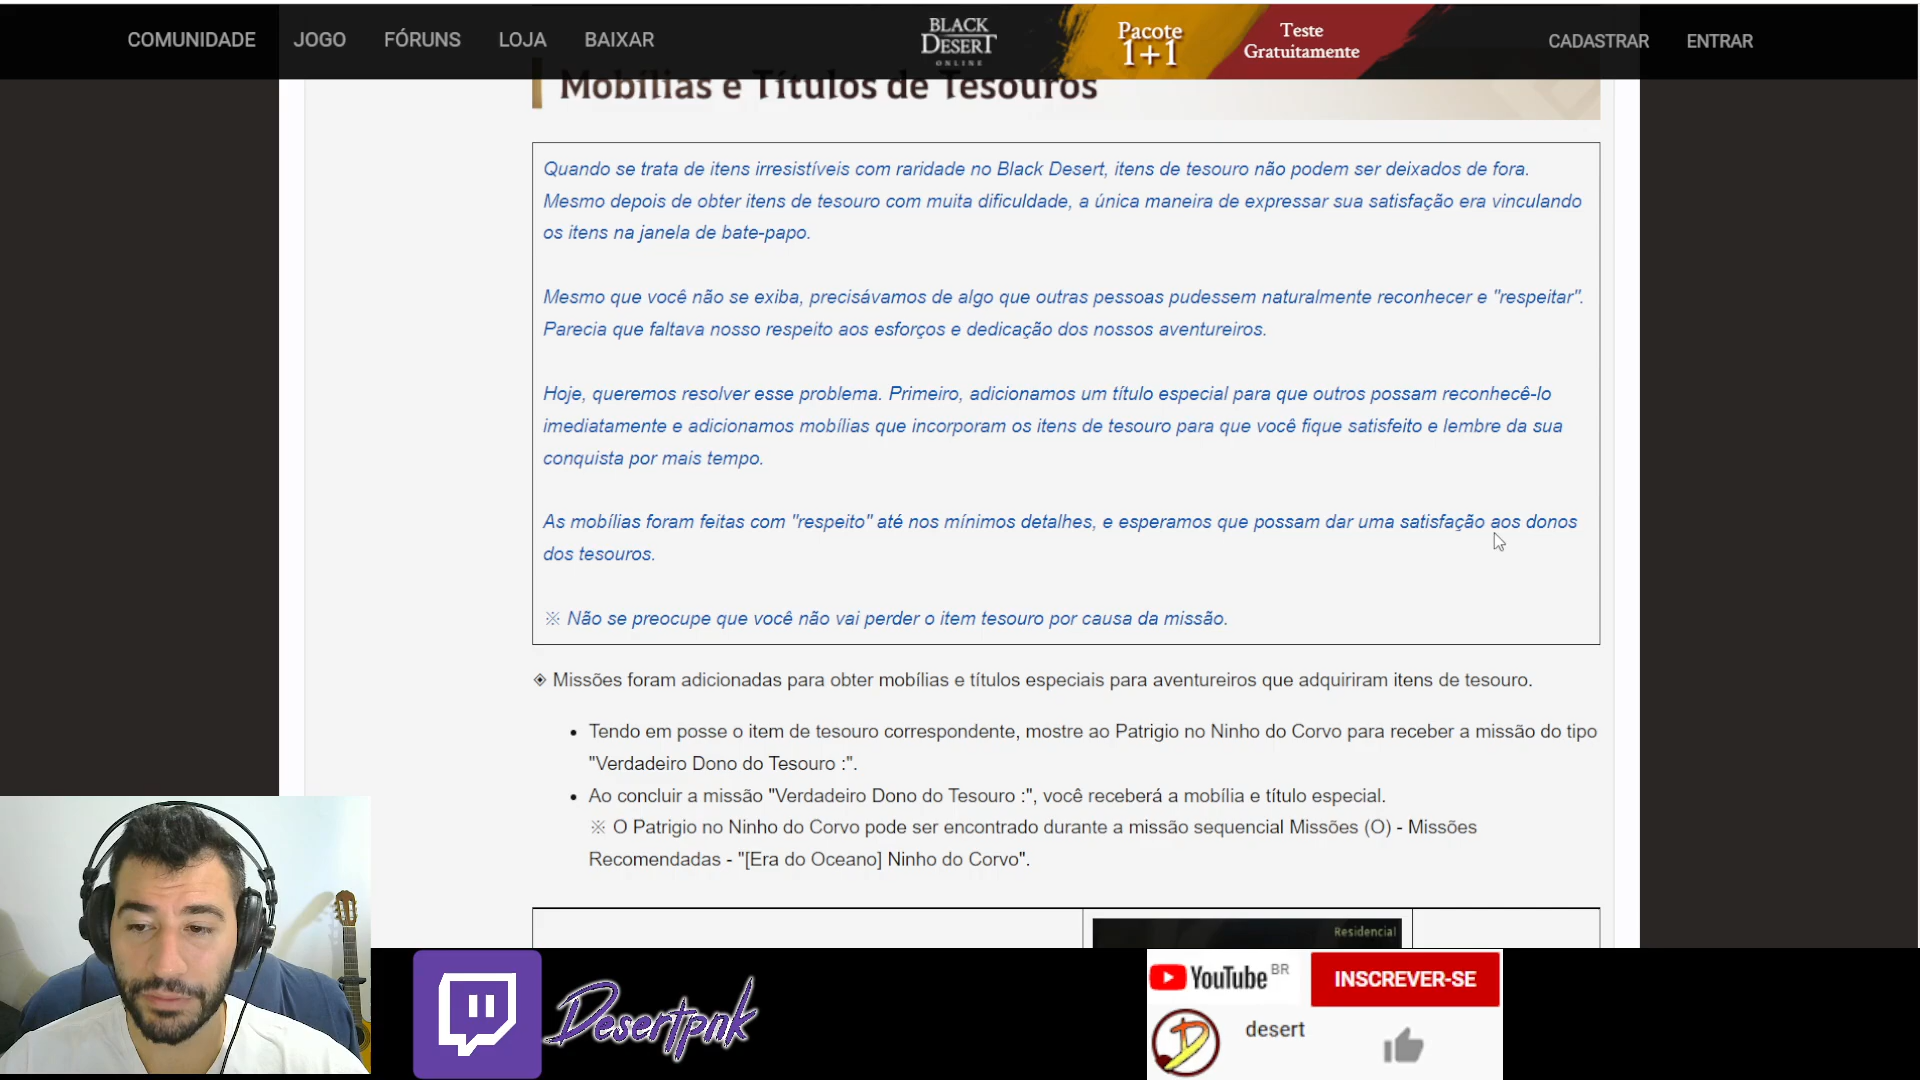 COMUNIDADE JOGO FÓRUNS LOJA BAIXAR BLACK DESERT ONLINE Pacote 1+1 Teste Gratuitamente CADASTRAR ENTRAR
Mobílias e Títulos de Tesouros
Quando se trata de itens irresistíveis com raridade no Black Desert, itens de tesouro não podem ser deixados de fora.
Mesmo depois de obter itens de tesouro com muita dificuldade, a única maneira de expressar sua satisfação era vinculando
os itens na janela de bate-papo.
Mesmo que você não se exiba, precisávamos de algo que outras pessoas pudessem naturalmente reconhecer e "respeitar".
Parecia que faltava nosso respeito aos esforços e dedicação dos nossos aventureiros.
Hoje, queremos resolver esse problema. Primeiro, adicionamos um título especial para que outros possam reconhecê-lo
imediatamente e adicionamos mobílias que incorporam os itens de tesouro para que você fique satisfeito e lembre da sua
conquista por mais tempo.
As mobílias foram feitas com "respeito" até nos mínimos detalhes, e esperamos que possam dar uma satisfação aos donos
dos tesouros.
※ Não se preocupe que você não vai perder o item tesouro por causa da missão.
◈ Missões foram adicionadas para obter mobílias e títulos especiais para aventureiros que adquiriram itens de tesouro.
• Tendo em posse o item de tesouro correspondente, mostre ao Patrigio no Ninho do Corvo para receber a missão do tipo
"Verdadeiro Dono do Tesouro :".
• Ao concluir a missão "Verdadeiro Dono do Tesouro :", você receberá a mobília e título especial.
※ O Patrigio no Ninho do Corvo pode ser encontrado durante a missão sequencial Missões (O) - Missões
Recomendadas - "[Era do Oceano] Ninho do Corvo".
Residencial
Desertpnk
YouTube BR INSCREVER-SE
desert